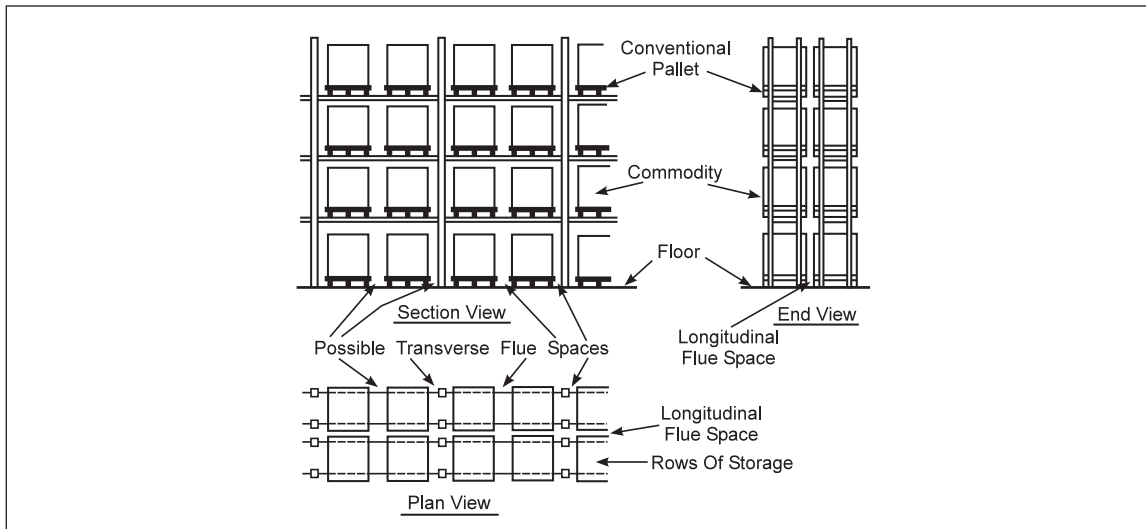 Conventional
Pallet
Commodity
Floor
Section View
End View
Longitudinal
Flue Space
Possible Transverse Flue Spaces
Longitudinal
Flue Space
Rows Of Storage
Plan View